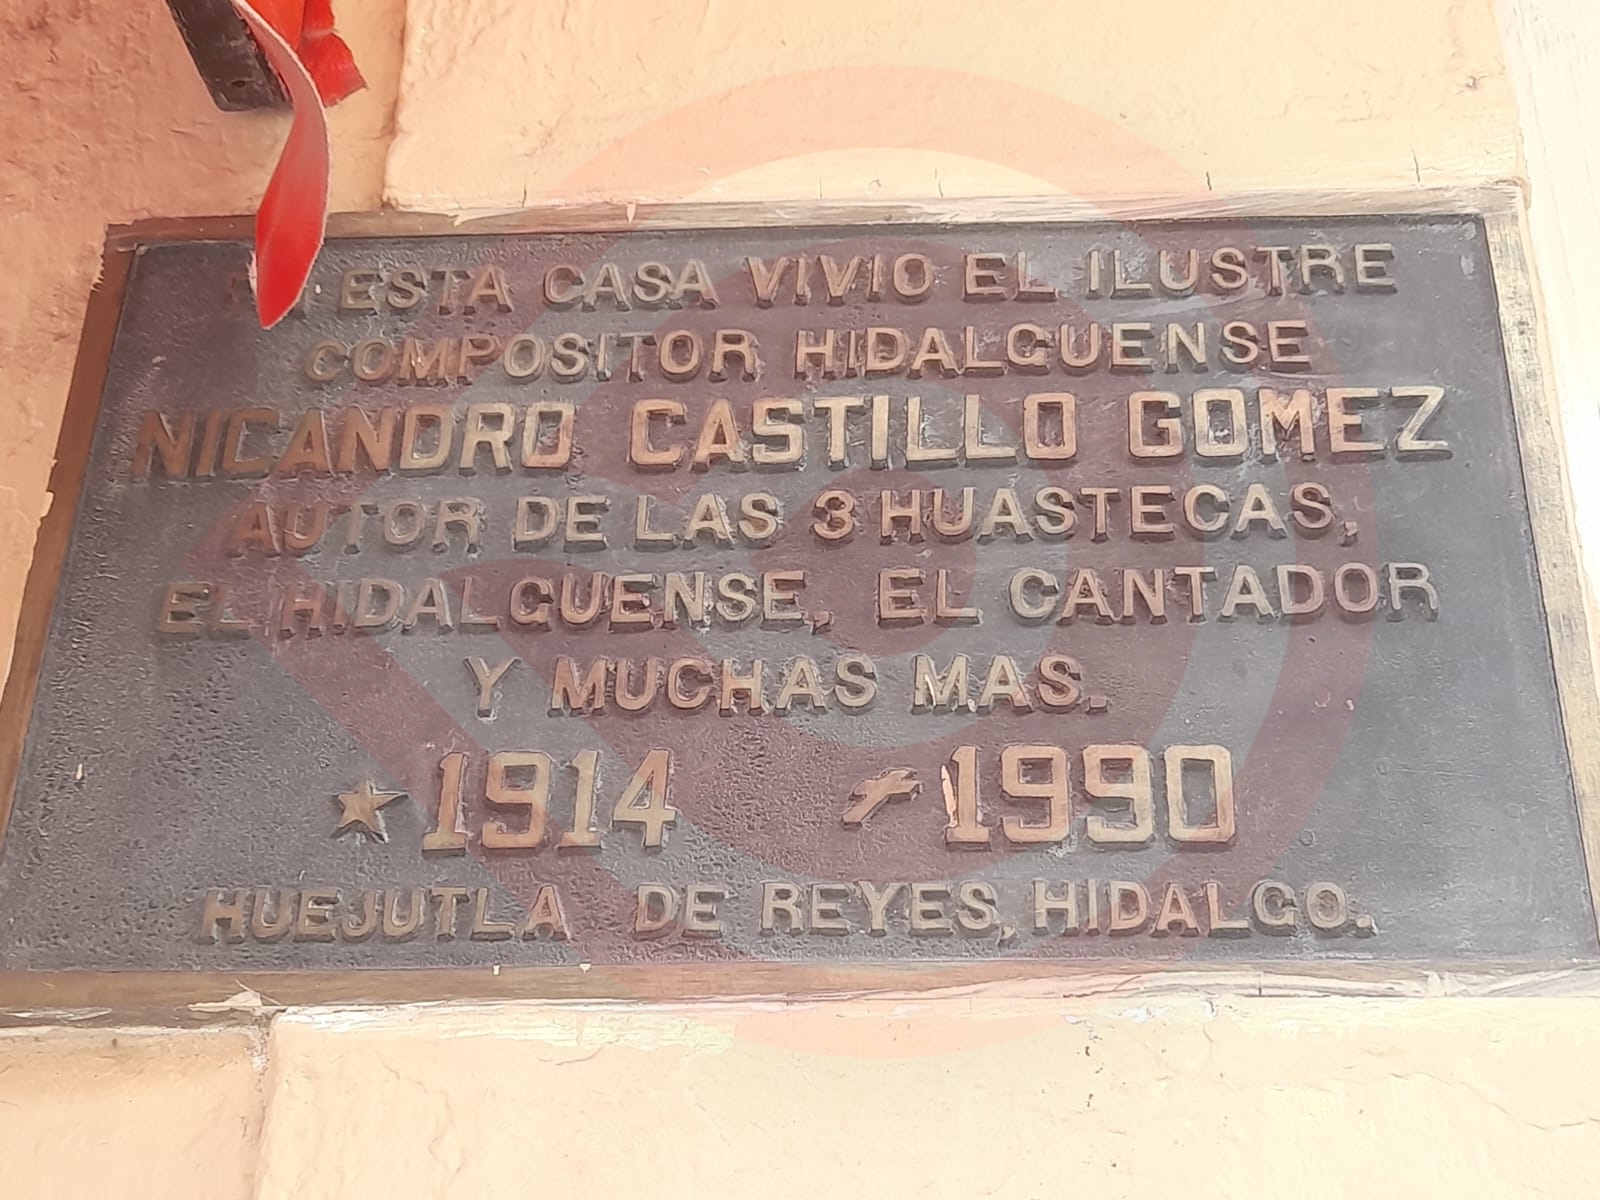 EN ESTA CASA VIVIO EL ILUSTRE
COMPOSITOR HIDALGUENSE
NICANDRO CASTILLO GOMEZ
AUTOR DE LAS 3 HUASTECAS,
EL HIDALGUENSE, EL CANTADOR
Y MUCHAS MAS.
1914 1990
HUEJUTLA DE REYES, HIDALGO.